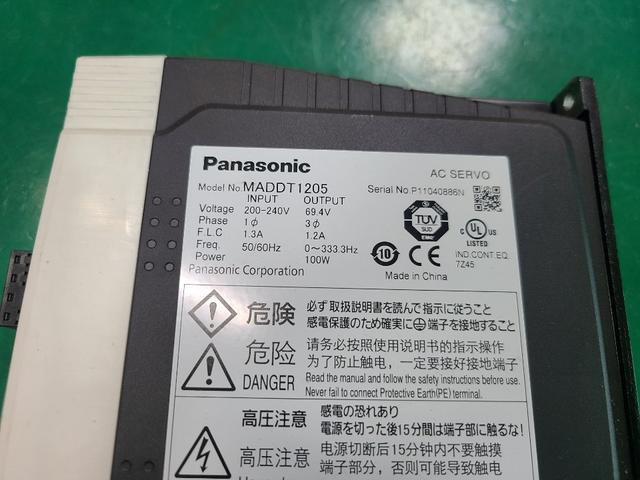 Panasonic
AC SERVO
Model No.MADDT1205
Serial No.P11040886N
INPUT OUTPUT
Voltage 200-240V 69.4V
Phase 1ϕ 3ϕ
F.L.C 1.3A 1.2A
Freq. 50/60Hz 0~333.3Hz
Power 100W
Panasonic Corporation
TÜV
SUD
EMC
10
CE
C UL US
LISTED
IND.CONT.EQ.
7Z45
Made in China
危険
必ず取扱説明書を読んで指示に従うこと
感電保護のため確実に⏚端子を接地すること
危险
请务必按照使用说明书的指示操作
为了防止触电，一定要接好接地端子
DANGER
Read the manual and follow the safety instructions before use.
Never fail to connect Protective Earth(PE) terminal.
高圧注意
感電の恐れあり
電源を切った後15分間は端子部に触るな!
高压注意
电源切断后15分钟内不要触摸
端子部分，否则可能导致触电